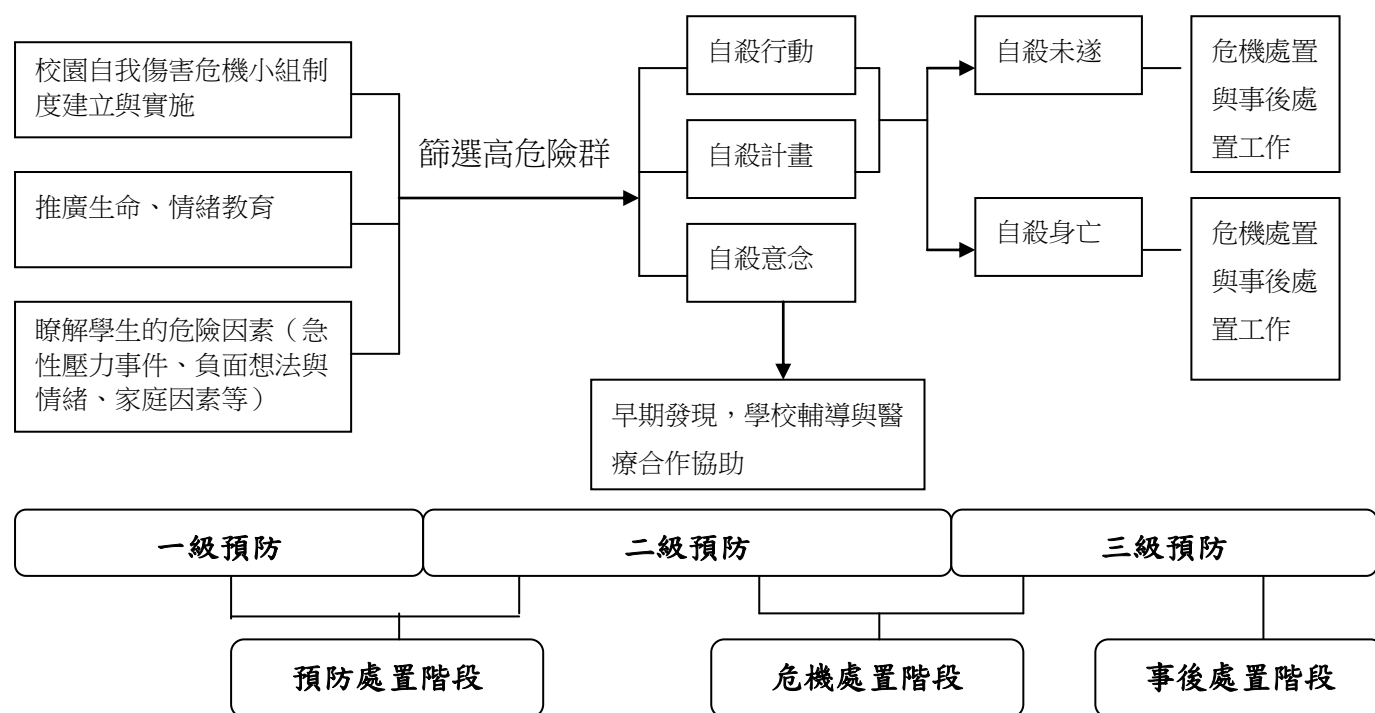 校園自我傷害危機小組制
度建立與實施
推廣生命、情緒教育
瞭解學生的危險因素（急
性壓力事件、負面想法與
情緒、家庭因素等）
篩選高危險群
自殺行動
自殺計畫
自殺意念
早期發現，學校輔導與醫
療合作協助
自殺未遂
自殺身亡
危機處置
與事後處
置工作
危機處置
與事後處
置工作
一級預防
二級預防
三級預防
預防處置階段
危機處置階段
事後處置階段